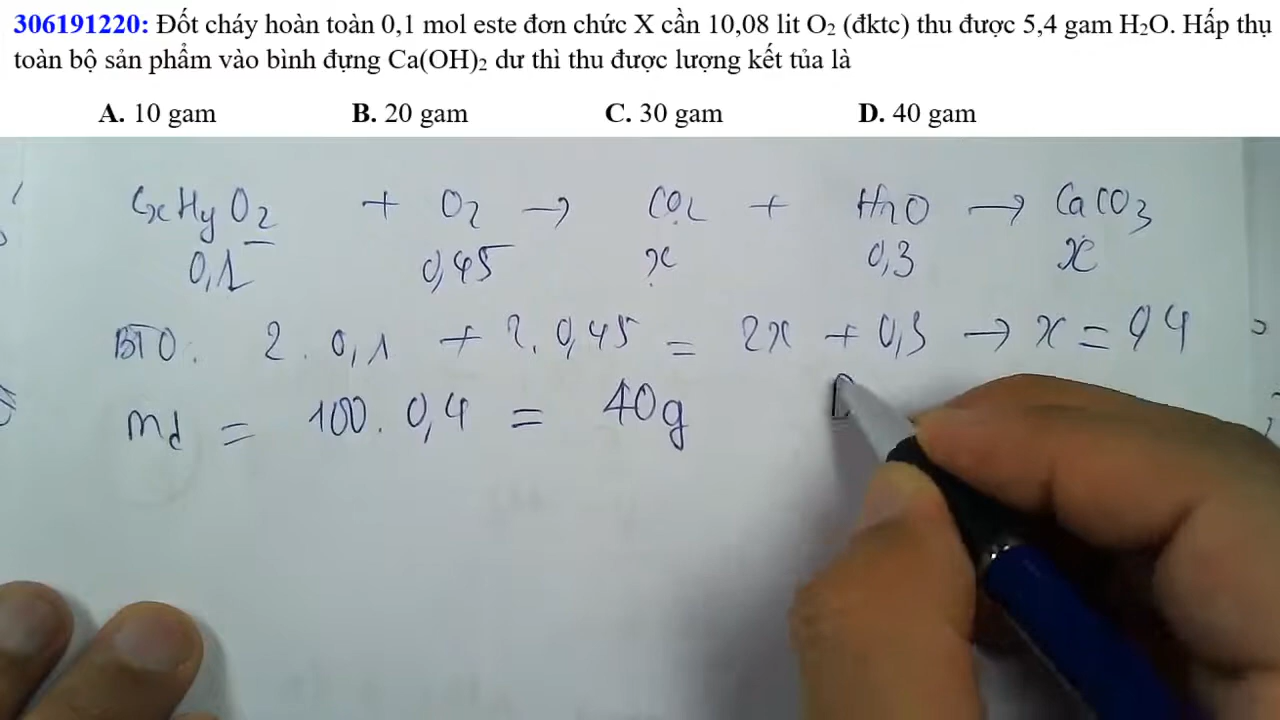 306191220: Đốt cháy hoàn toàn 0,1 mol este đơn chức X cần 10,08 lit O₂ (đktc) thu được 5,4 gam H₂O. Hấp thụ
toàn bộ sản phẩm vào bình đựng Ca(OH)₂ dư thì thu được lượng kết tủa là
A. 10 gam B. 20 gam C. 30 gam D. 40 gam
CxHyO₂ + O₂ → CO₂ + H₂O → CaCO₃
0,1 0,45 x 0,3 x
BTO: 2 . 0,1 + 2. 0,45 = 2x + 0,3 → x = 0,4
m↓ = 100. 0,4 = 40g